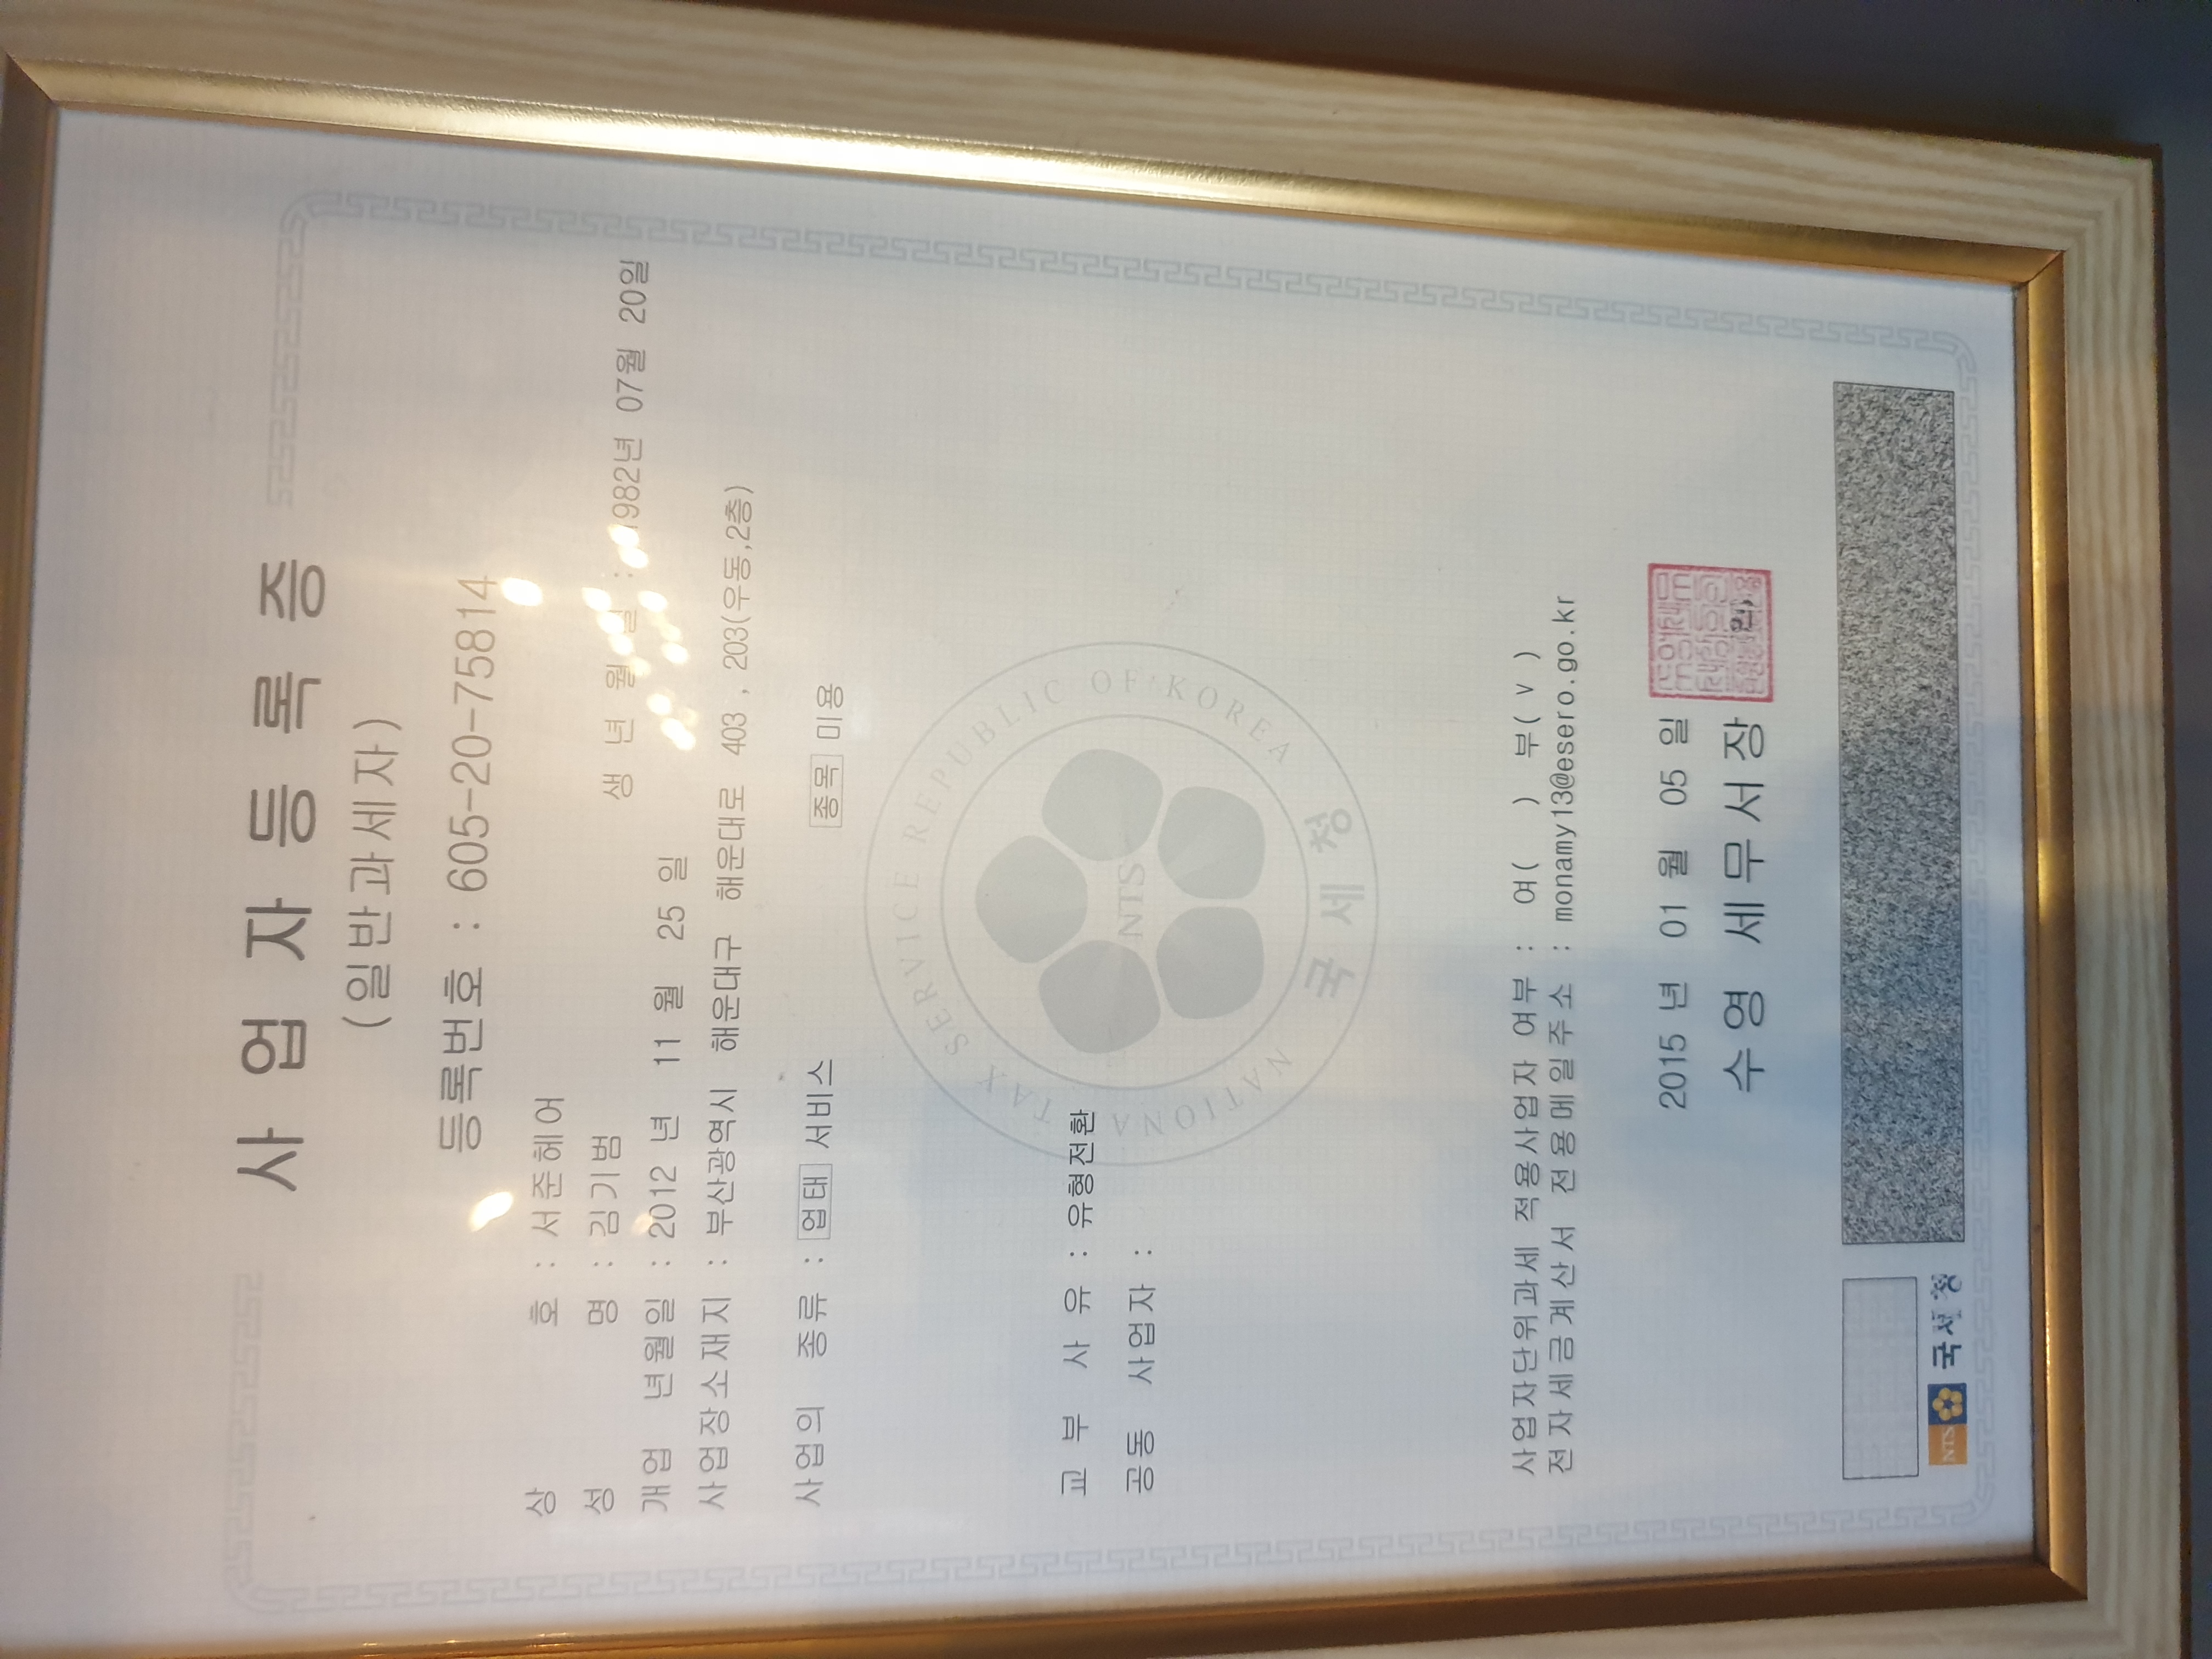 사업자등록증
(일반과세자)
등록번호 : 605-20-75814
상 호 : 서준헤어
성 명 : 김기범 생 년 월 일 : 1982년 07월 20일
개업 년월일 : 2012 년 11 월 25 일
사업장소재지 : 부산광역시 해운대구 해운대로 403 , 203(우동,2층)
사업의 종류 : 업태 서비스 종목 미용
NATIONAL TAX SERVICE REPUBLIC OF KOREA
NTS
국세청
교 부 사 유 : 유형전환
공동 사업자 :
사업자단위과세 적용사업자 여부 : 여( ) 부( v )
전자세금계산서 전용메일주소 : monamy13@esero.go.kr
2015 년 01 월 05 일
수영 세무서장
NTS 국세청